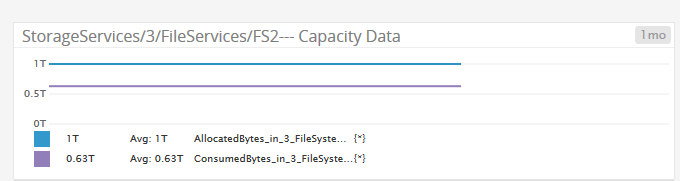 StorageServices/3/FileServices/FS2--- Capacity Data 1mo
1T
0.5T
0T
1T Avg: 1T AllocatedBytes_in_3_FileSyste... {*}
0.63T Avg: 0.63T ConsumedBytes_in_3_FileSyste...{*}